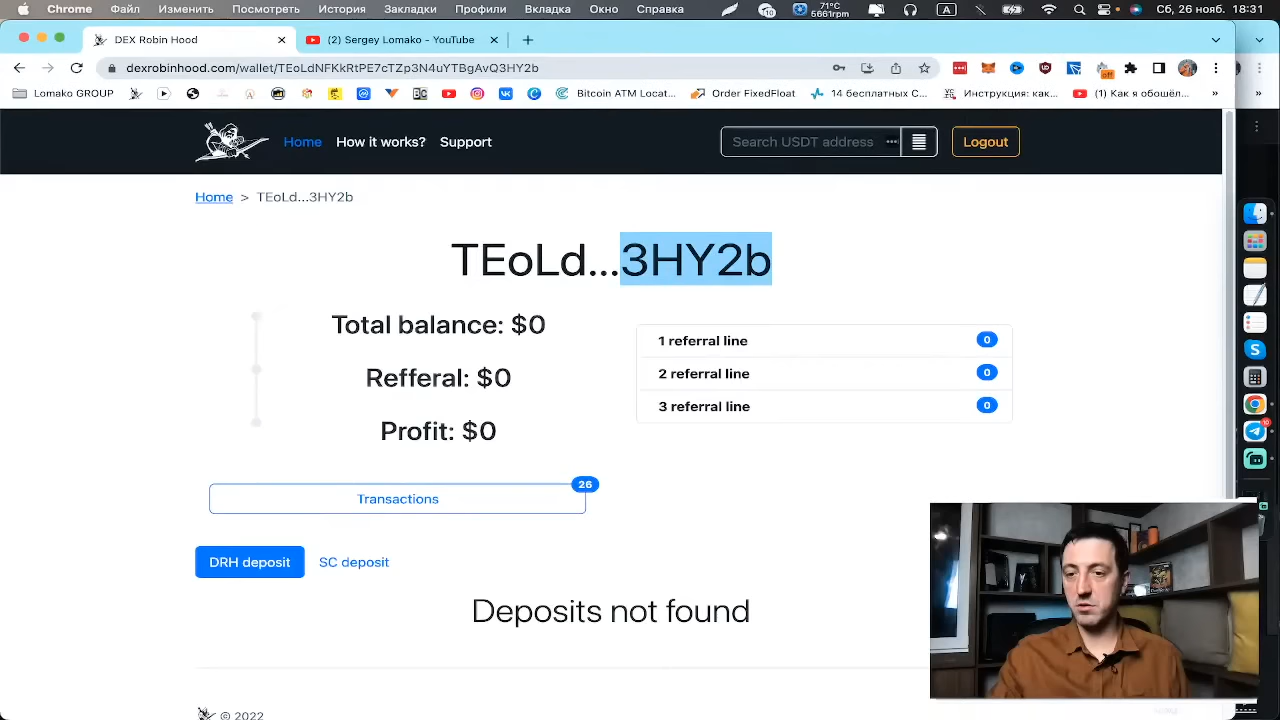 Chrome Файл Изменить Посмотреть История Закладки Профили Вкладка Окно Справка 71°C 666rpm A Сб, 26 нояб. 18:31
DEX Robin Hood (2) Sergey Lomako - YouTube
dexrobinhood.com/wallet/TEoLdNFKkRtPE7cTZp3N4uYTBgAvQ3HY2b off
Lomako GROUP Bitcoin ATM Locat... Order FixedFloat 14 бесплатных С... Инструкция: как... (1) Как я обошёл... »
Home How it works? Support Search USDT address Logout
Home > TEoLd...3HY2b
TEoLd...3HY2b
Total balance: $0
Refferal: $0
Profit: $0
1 referral line 0
2 referral line 0
3 referral line 0
Transactions 26
DRH deposit SC deposit
Deposits not found
© 2022